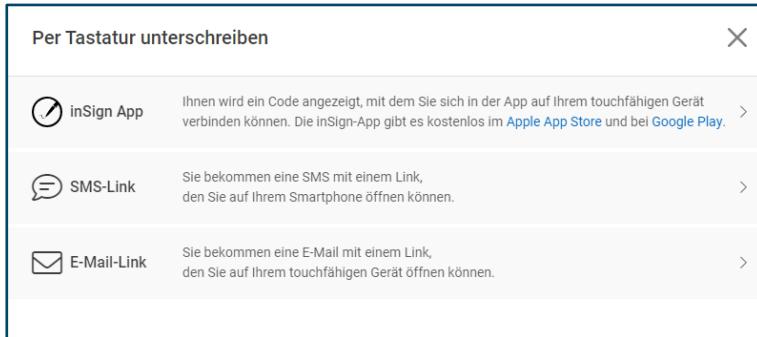 Per Tastatur unterschreiben
inSign App
Ihnen wird ein Code angezeigt, mit dem Sie sich in der App auf Ihrem touchfähigen Gerät
verbinden können. Die inSign-App gibt es kostenlos im Apple App Store und bei Google Play.
SMS-Link
Sie bekommen eine SMS mit einem Link,
den Sie auf Ihrem Smartphone öffnen können.
E-Mail-Link
Sie bekommen eine E-Mail mit einem Link,
den Sie auf Ihrem touchfähigen Gerät öffnen können.